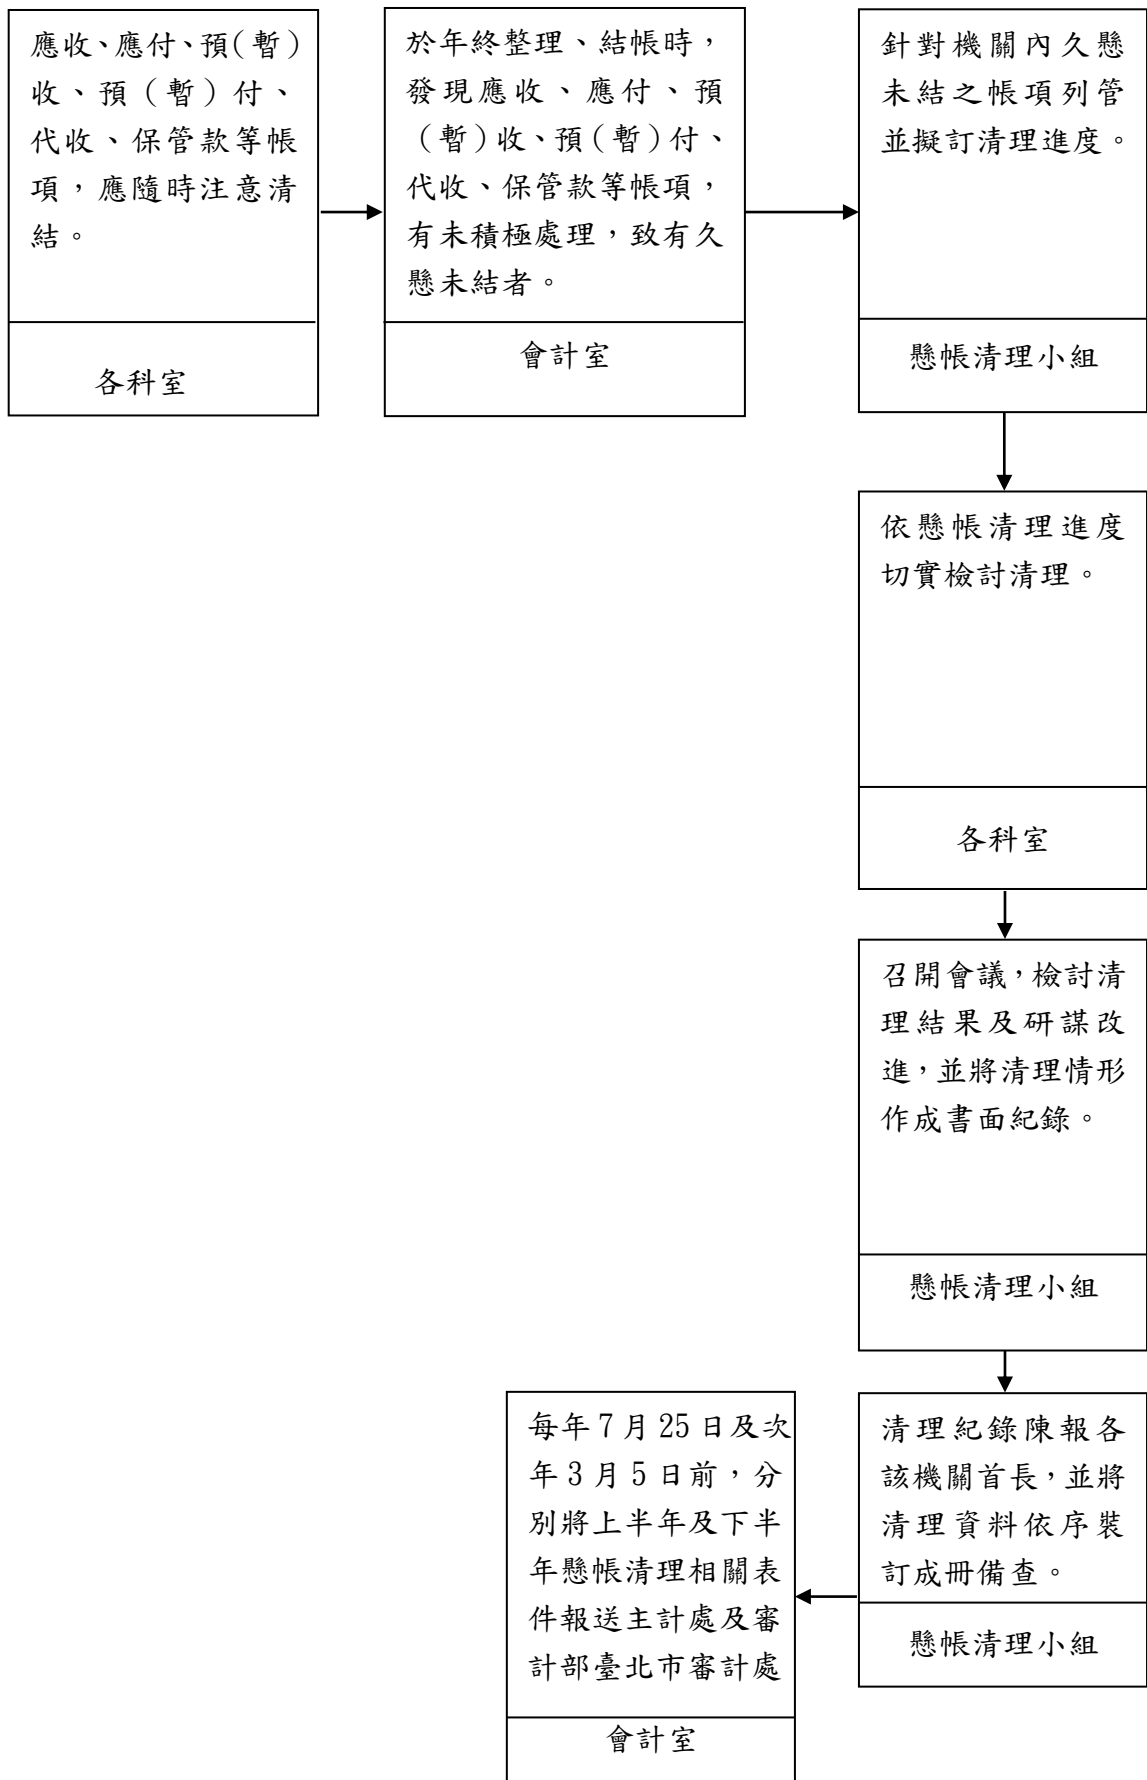 應收、應付、預(暫)
收、預（暫）付、
代收、保管款等帳
項，應隨時注意清
結。
各科室
於年終整理、結帳時，
發現應收、應付、預
（暫）收、預（暫）付、
代收、保管款等帳項，
有未積極處理，致有久
懸未結者。
會計室
針對機關內久懸
未結之帳項列管
並擬訂清理進度。
懸帳清理小組
依懸帳清理進度
切實檢討清理。
各科室
召開會議，檢討清
理結果及研謀改
進，並將清理情形
作成書面紀錄。
懸帳清理小組
清理紀錄陳報各
該機關首長，並將
清理資料依序裝
訂成冊備查。
懸帳清理小組
每年 7 月 25 日及次
年 3 月 5 日前，分
別將上半年及下半
年懸帳清理相關表
件報送主計處及審
計部臺北市審計處
會計室